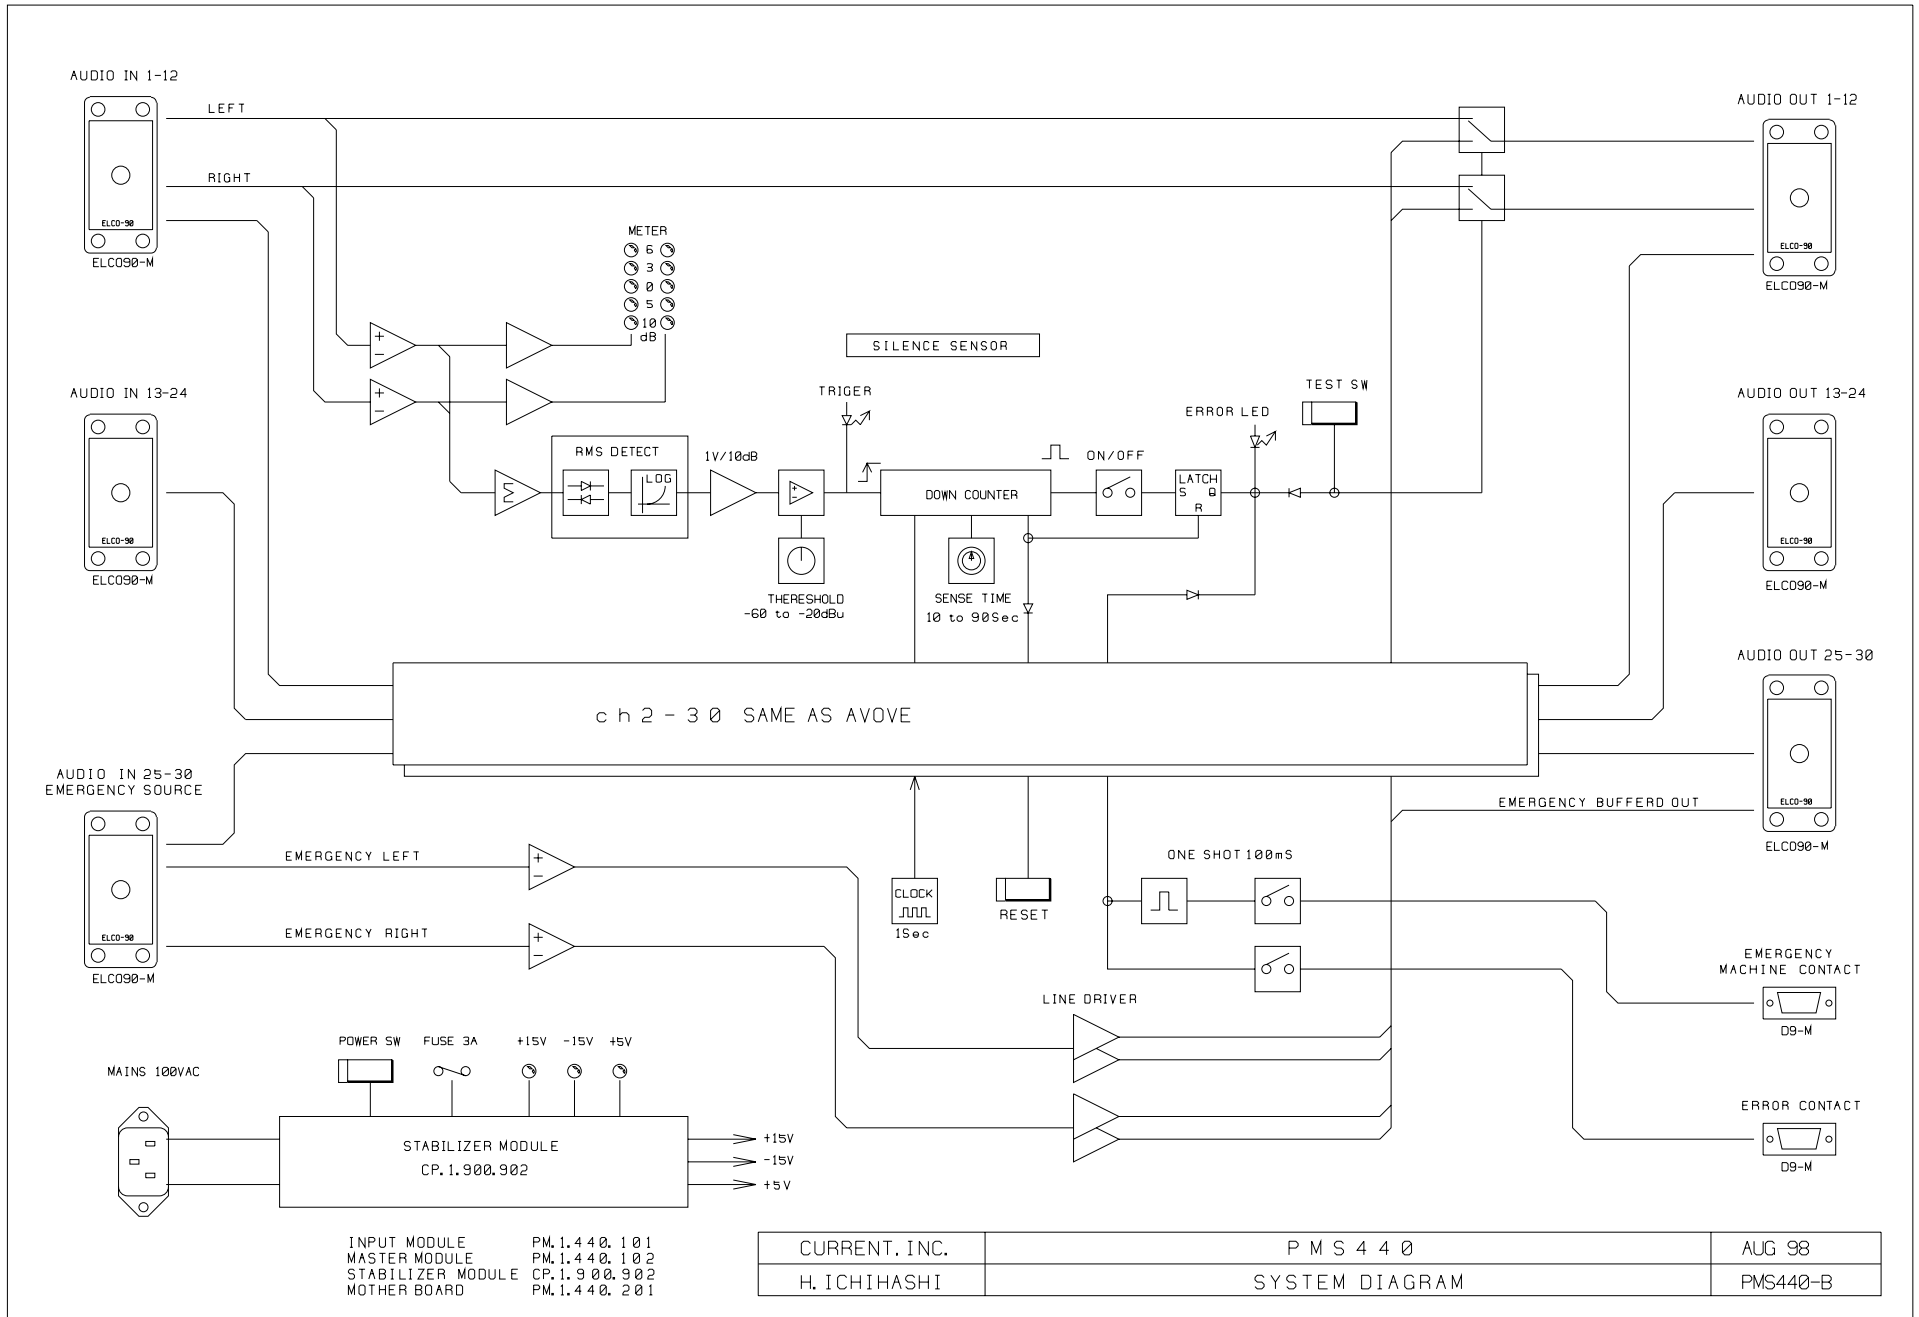 AUDIO IN 1-12
LEFT
RIGHT
ELCO-90
ELCO90-M
AUDIO OUT 1-12
ELCO-90
ELCO90-M
METER
6
3
0
5
10
dB
SILENCE SENSOR
AUDIO IN 13-24
ELCO-90
ELCO90-M
TRIGER
TEST SW
ERROR LED
AUDIO OUT 13-24
ELCO-90
ELCO90-M
RMS DETECT
LOG
1V/10dB
+
-
Σ
DOWN COUNTER
ON/OFF
LATCH
S Q
R
THERESHOLD
-60 to -20dBu
SENSE TIME
10 to 90Sec
ch2-30 SAME AS AVOVE
AUDIO OUT 25-30
ELCO-90
ELCO90-M
AUDIO IN 25-30
EMERGENCY SOURCE
ELCO-90
ELCO90-M
EMERGENCY BUFFERD OUT
EMERGENCY LEFT
EMERGENCY RIGHT
CLOCK
1Sec
RESET
ONE SHOT 100mS
LINE DRIVER
EMERGENCY
MACHINE CONTACT
D9-M
ERROR CONTACT
D9-M
MAINS 100VAC
POWER SW
FUSE 3A
+15V
-15V
+5V
STABILIZER MODULE
CP.1.900.902
+15V
-15V
+5V
INPUT MODULE PM.1.440.101
MASTER MODULE PM.1.440.102
STABILIZER MODULE CP.1.900.902
MOTHER BOARD PM.1.440.201
CURRENT, INC. PMS440 AUG 98
H. ICHIHASHI SYSTEM DIAGRAM PMS440-B